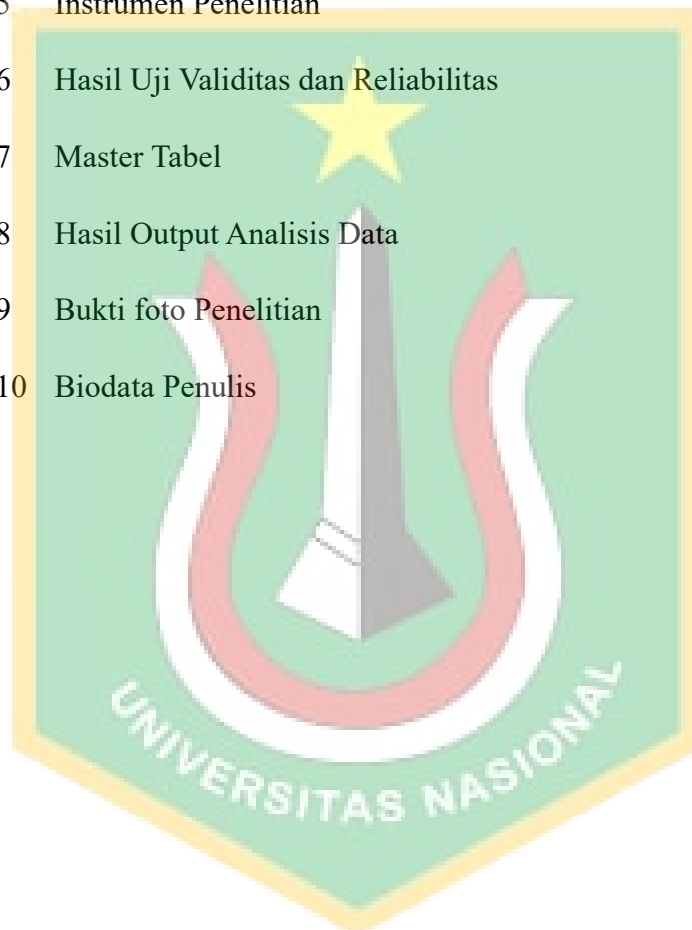 5 Instrumen Penelitian
6 Hasil Uji Validitas dan Reliabilitas
7 Master Tabel
8 Hasil Output Analisis Data
9 Bukti foto Penelitian
10 Biodata Penulis
UNIVERSITAS NASIONAL